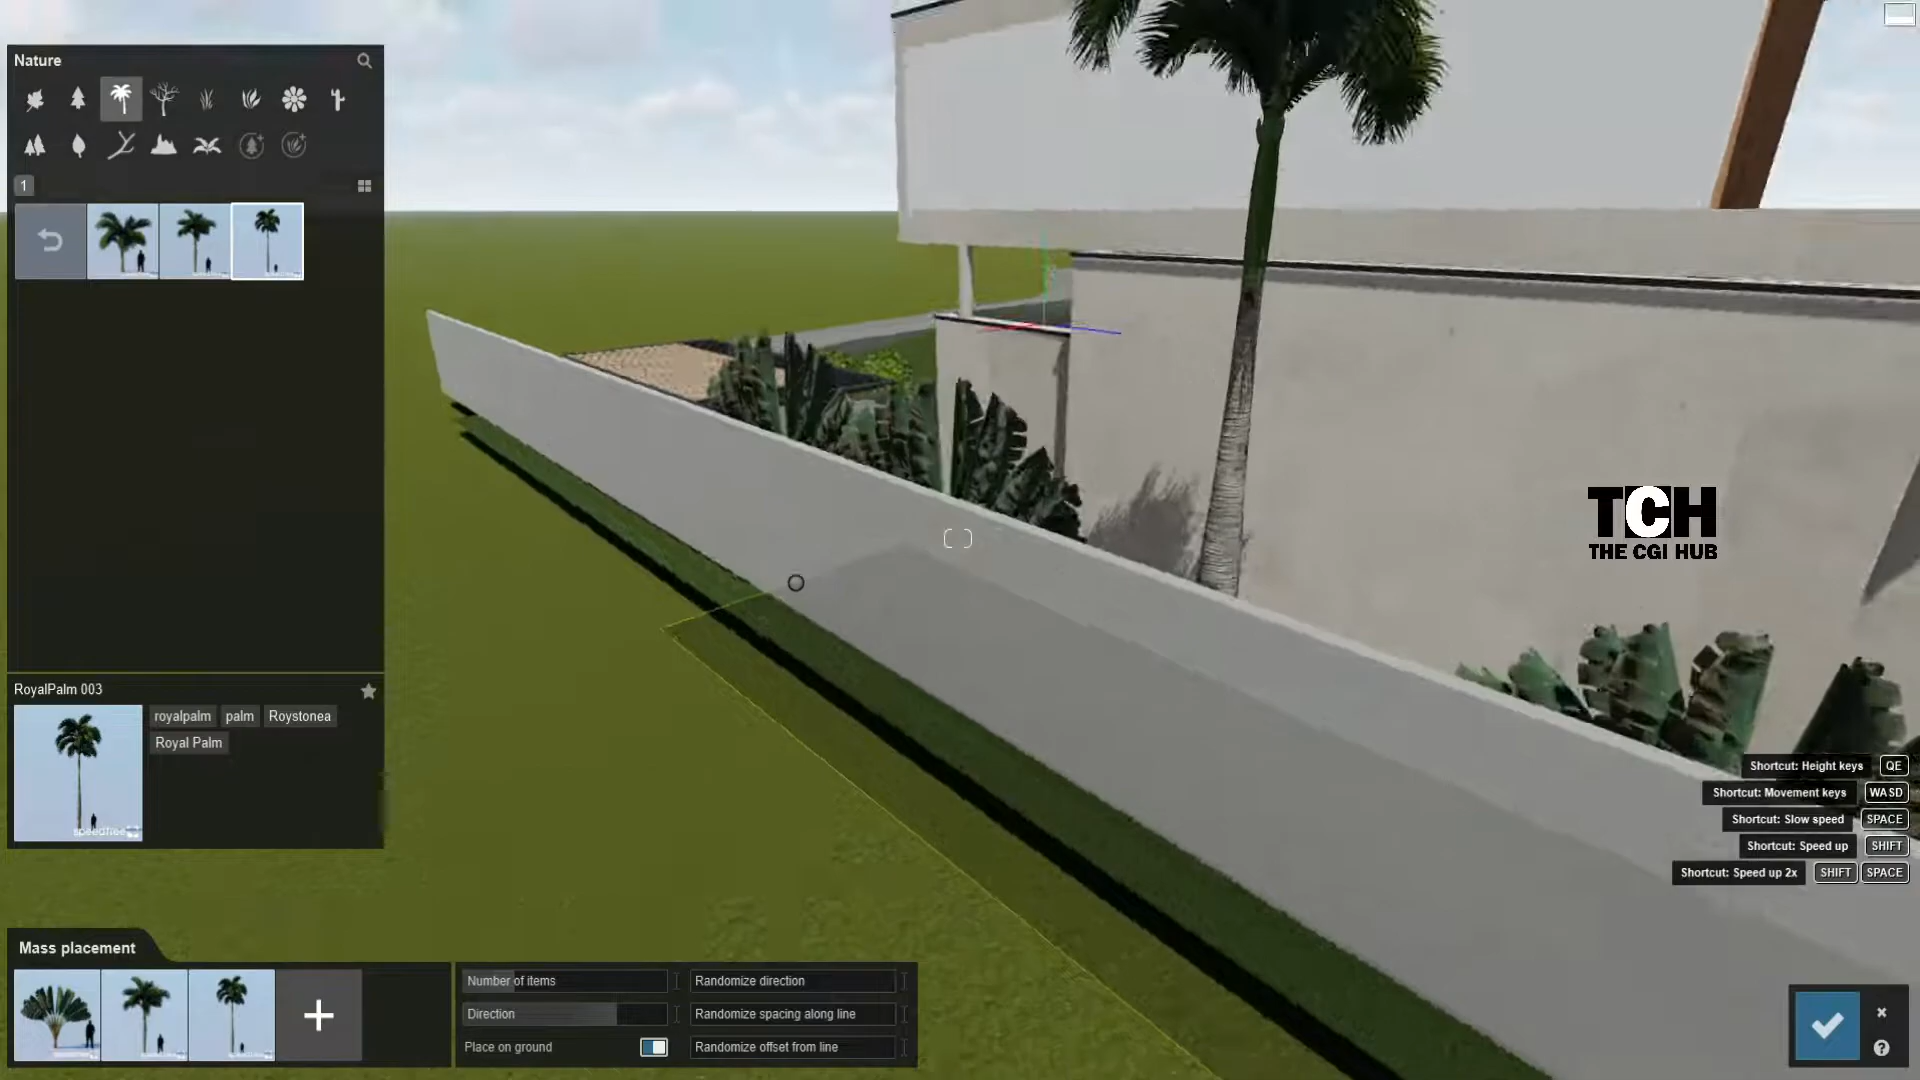 Nature
1
RoyalPalm 003
royalpalm palm Roystonea
Royal Palm
speedtree
TCH
THE CGI HUB
Shortcut: Height keys QE
Shortcut: Movement keys WASD
Shortcut: Slow speed SPACE
Shortcut: Speed up SHIFT
Shortcut: Speed up 2x SHIFT SPACE
Mass placement
Number of items
Randomize direction
Direction
Randomize spacing along line
Place on ground
Randomize offset from line